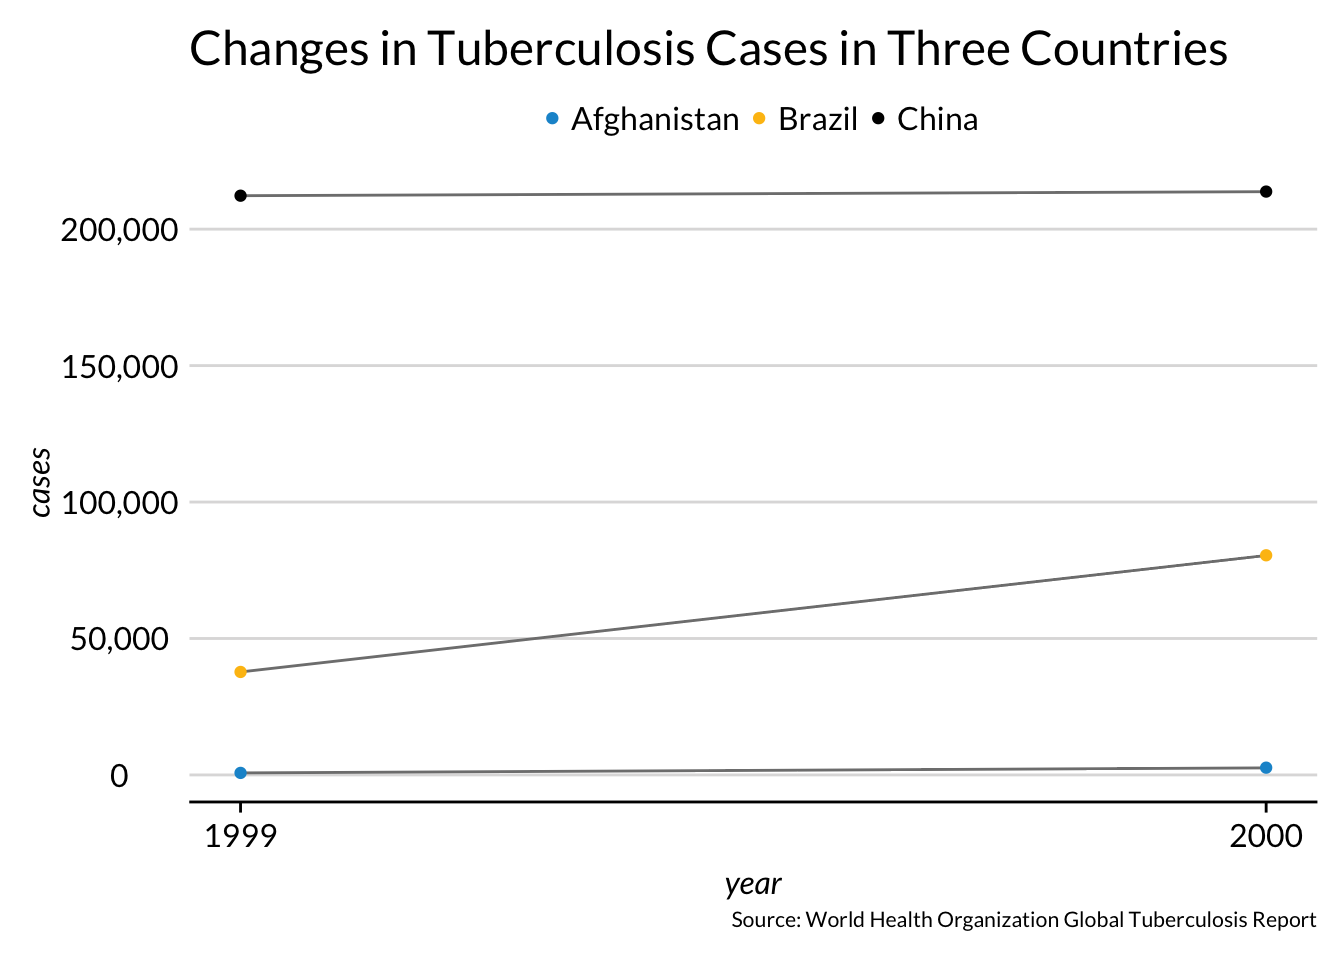 Changes in Tuberculosis Cases in Three Countries
Afghanistan Brazil China
200,000
150,000
100,000
50,000
0
cases
1999 2000
year
Source: World Health Organization Global Tuberculosis Report